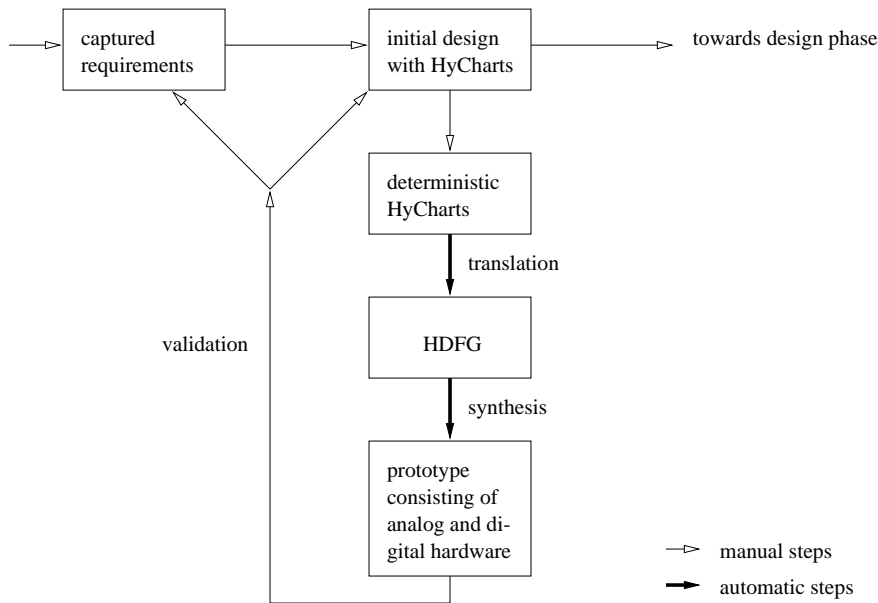 captured
requirements
initial design
with HyCharts
towards design phase
deterministic
HyCharts
translation
validation
HDFG
synthesis
prototype
consisting of
analog and di-
gital hardware
manual steps
automatic steps